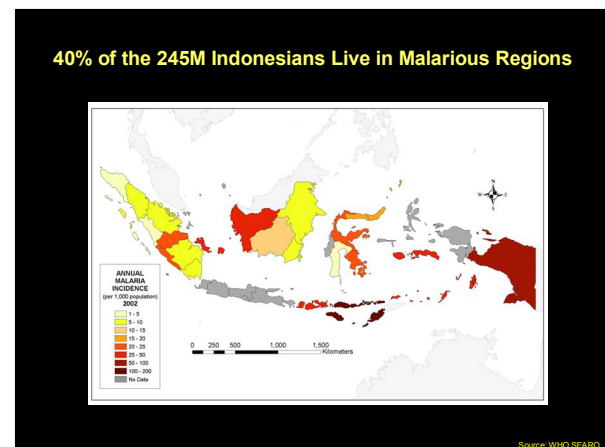 40% of the 245M Indonesians Live in Malarious Regions
N
W
E
S
ANNUAL
MALARIA
INCIDENCE
(per 1,000 population)
2002
1 - 5
5 - 10
10 - 15
15 - 20
20 - 25
25 - 50
50 - 100
100 - 200
No Data
0 250 500 1,000 1,500
Kilometers
Source: WHO SEARO